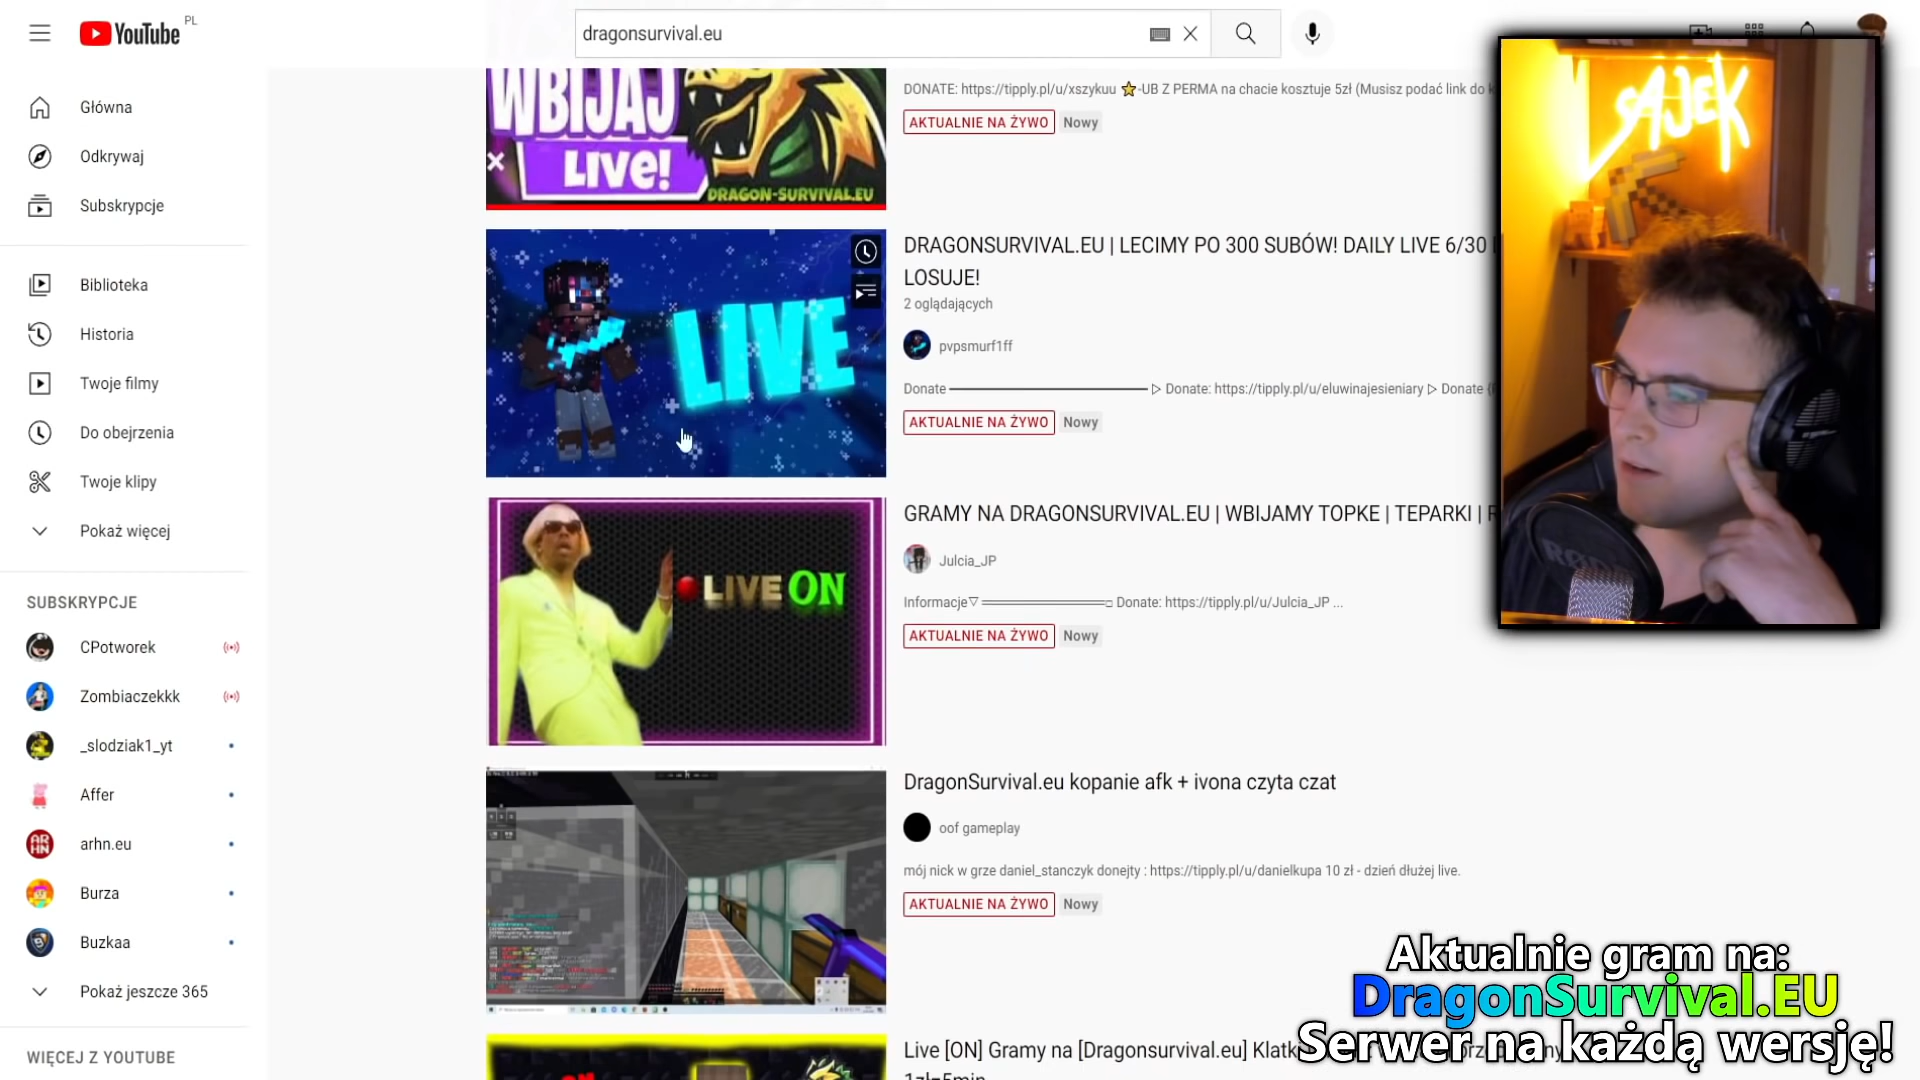 YouTube PL
dragonsurvival.eu
Główna
Odkrywaj
Subskrypcje
Biblioteka
Historia
Twoje filmy
Do obejrzenia
Twoje klipy
Pokaż więcej
SUBSKRYPCJE
CPotworek
Zombiaczekkk
_slodziak1_yt
Affer
arhn.eu
Burza
Buzkaa
Pokaż jeszcze 365
WIĘCEJ Z YOUTUBE
WBIJAJ
LIVE!
DRAGON-SURVIVAL.EU
DONATE: https://tipply.pl/u/xszykuu ⭐-UB Z PERMA na chacie kosztuje 5zł (Musisz podać link do k
AKTUALNIE NA ŻYWO Nowy
LIVE
DRAGONSURVIVAL.EU | LECIMY PO 300 SUBÓW! DAILY LIVE 6/30
LOSUJE!
2 oglądających
pvpsmurf1ff
Donate ━━━━━━━━━━━━━━━━━━ ▷ Donate: https://tipply.pl/u/eluwinajesieniary ▷ Donate
AKTUALNIE NA ŻYWO Nowy
LIVE ON
GRAMY NA DRAGONSURVIVAL.EU | WBIJAMY TOPKE | TEPARKI |
Julcia_JP
Informacje▽ ═══════════════□ Donate: https://tipply.pl/u/Julcia_JP ...
AKTUALNIE NA ŻYWO Nowy
DragonSurvival.eu kopanie afk + ivona czyta czat
oof gameplay
mój nick w grze daniel_stanczyk donejty : https://tipply.pl/u/danielkupa 10 zł - dzień dłużej live.
AKTUALNIE NA ŻYWO Nowy
Live [ON] Gramy na [Dragonsurvival.eu]
SAJEK
Aktualnie gram na:
DragonSurvival.EU
Serwer na każdą wersję!